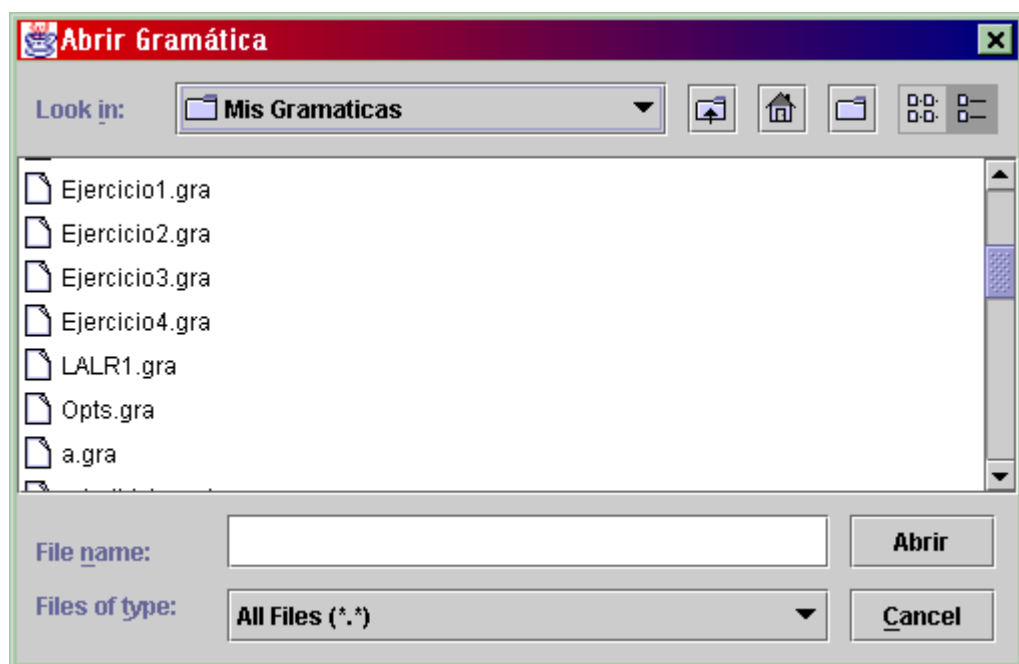 Abrir Gramática
Look in: Mis Gramaticas
Ejercicio1.gra
Ejercicio2.gra
Ejercicio3.gra
Ejercicio4.gra
LALR1.gra
Opts.gra
a.gra
File name: Abrir
Files of type: All Files (*.*) Cancel